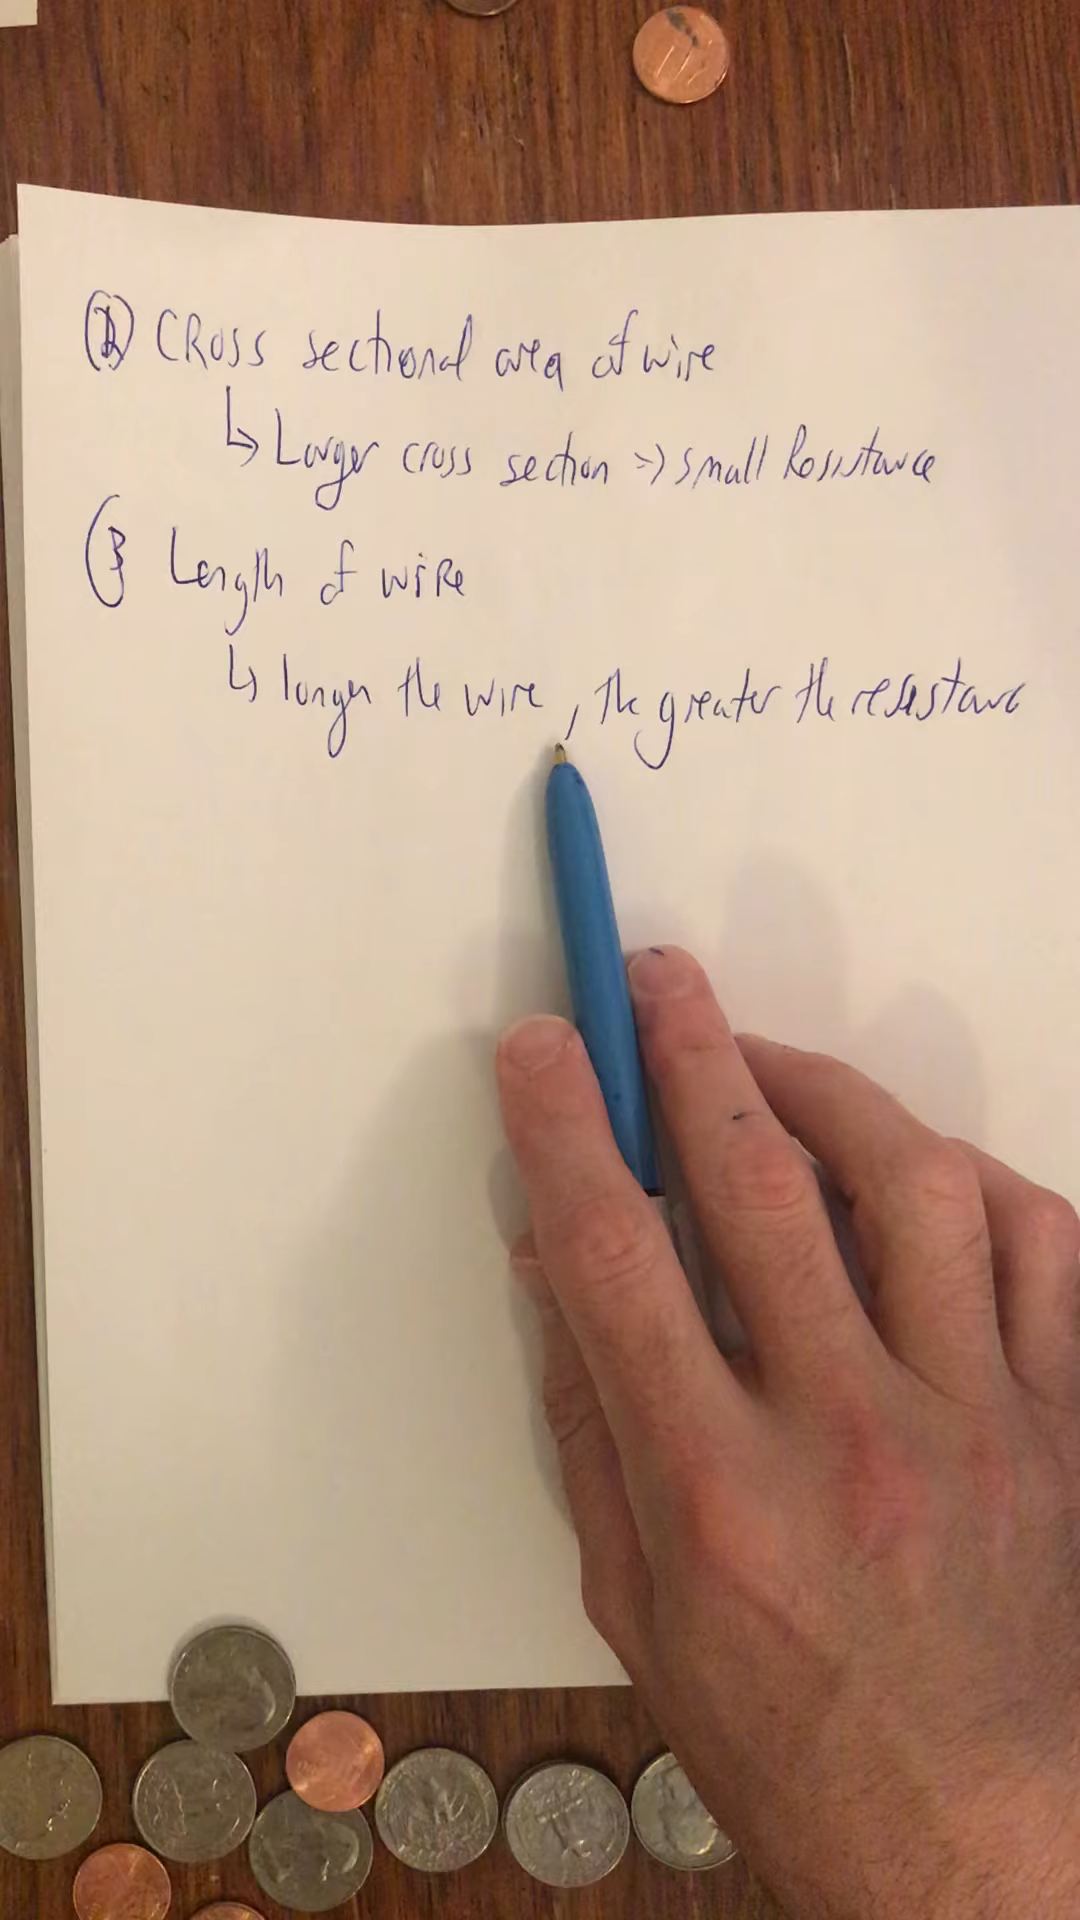 ② CROSS sectional area of wire
↳ Larger cross section => small Resistance
③ Length of wire
↳ longer the wire, the greater the resistance